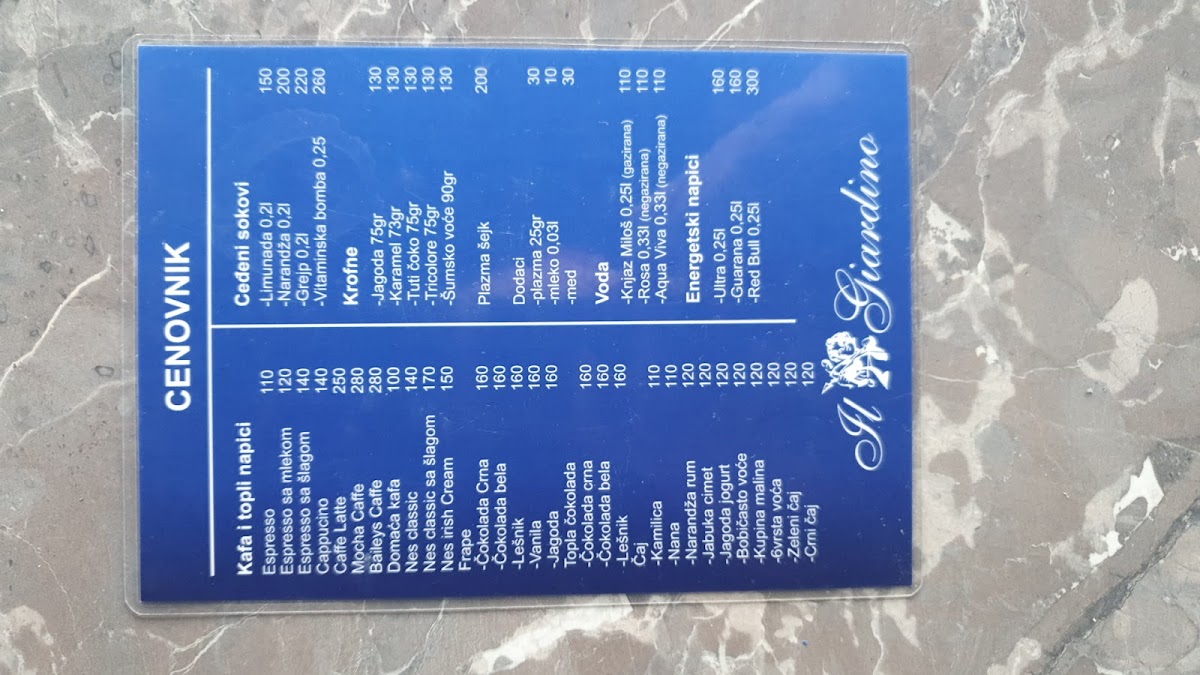 CENOVNIK
Kafa i topli napici
Espresso 110
Espresso sa mlekom 120
Espresso sa šlagom 140
Cappucino 140
Caffe Latte 250
Mocha Caffe 280
Baileys Caffe 280
Domaća kafa 100
Nes classic 140
Nes classic sa šlagom 170
Nes irish Cream 150
Frape
-Čokolada Crna 160
-Čokolada bela 160
-Lešnik 160
-Vanila 160
-Jagoda 160
Topla čokolada
-Čokolada crna 160
-Čokolada bela 160
-Lešnik 160
Čaj
-Kamilica 110
-Nana 110
-Narandža rum 120
-Jabuka cimet 120
-Jagoda jogurt 120
-Bobičasto voće 120
-Kupina malina 120
-6vrsta voća 120
-Zeleni čaj 120
-Crni čaj 120
Ceđeni sokovi
-Limunada 0,2l 150
-Narandža 0,2l 200
-Grejp 0,2l 220
-Vitaminska bomba 0,25 260
Krofne
-Jagoda 75gr 130
-Karamel 73gr 130
-Tuti čoko 75gr 130
-Tricolore 75gr 130
-Šumsko voće 90gr 130
Plazma šejk 200
Dodaci
-plazma 25gr 30
-mleko 0,03l 10
-med 30
Voda
-Knjaz Miloš 0,25l (gazirana) 110
-Rosa 0,33l (negazirana) 110
-Aqua Viva 0,33l (negazirana) 110
Energetski napici
-Ultra 0,25l 160
-Guarana 0,25l 160
-Red Bull 0,25l 300
Il Giardino